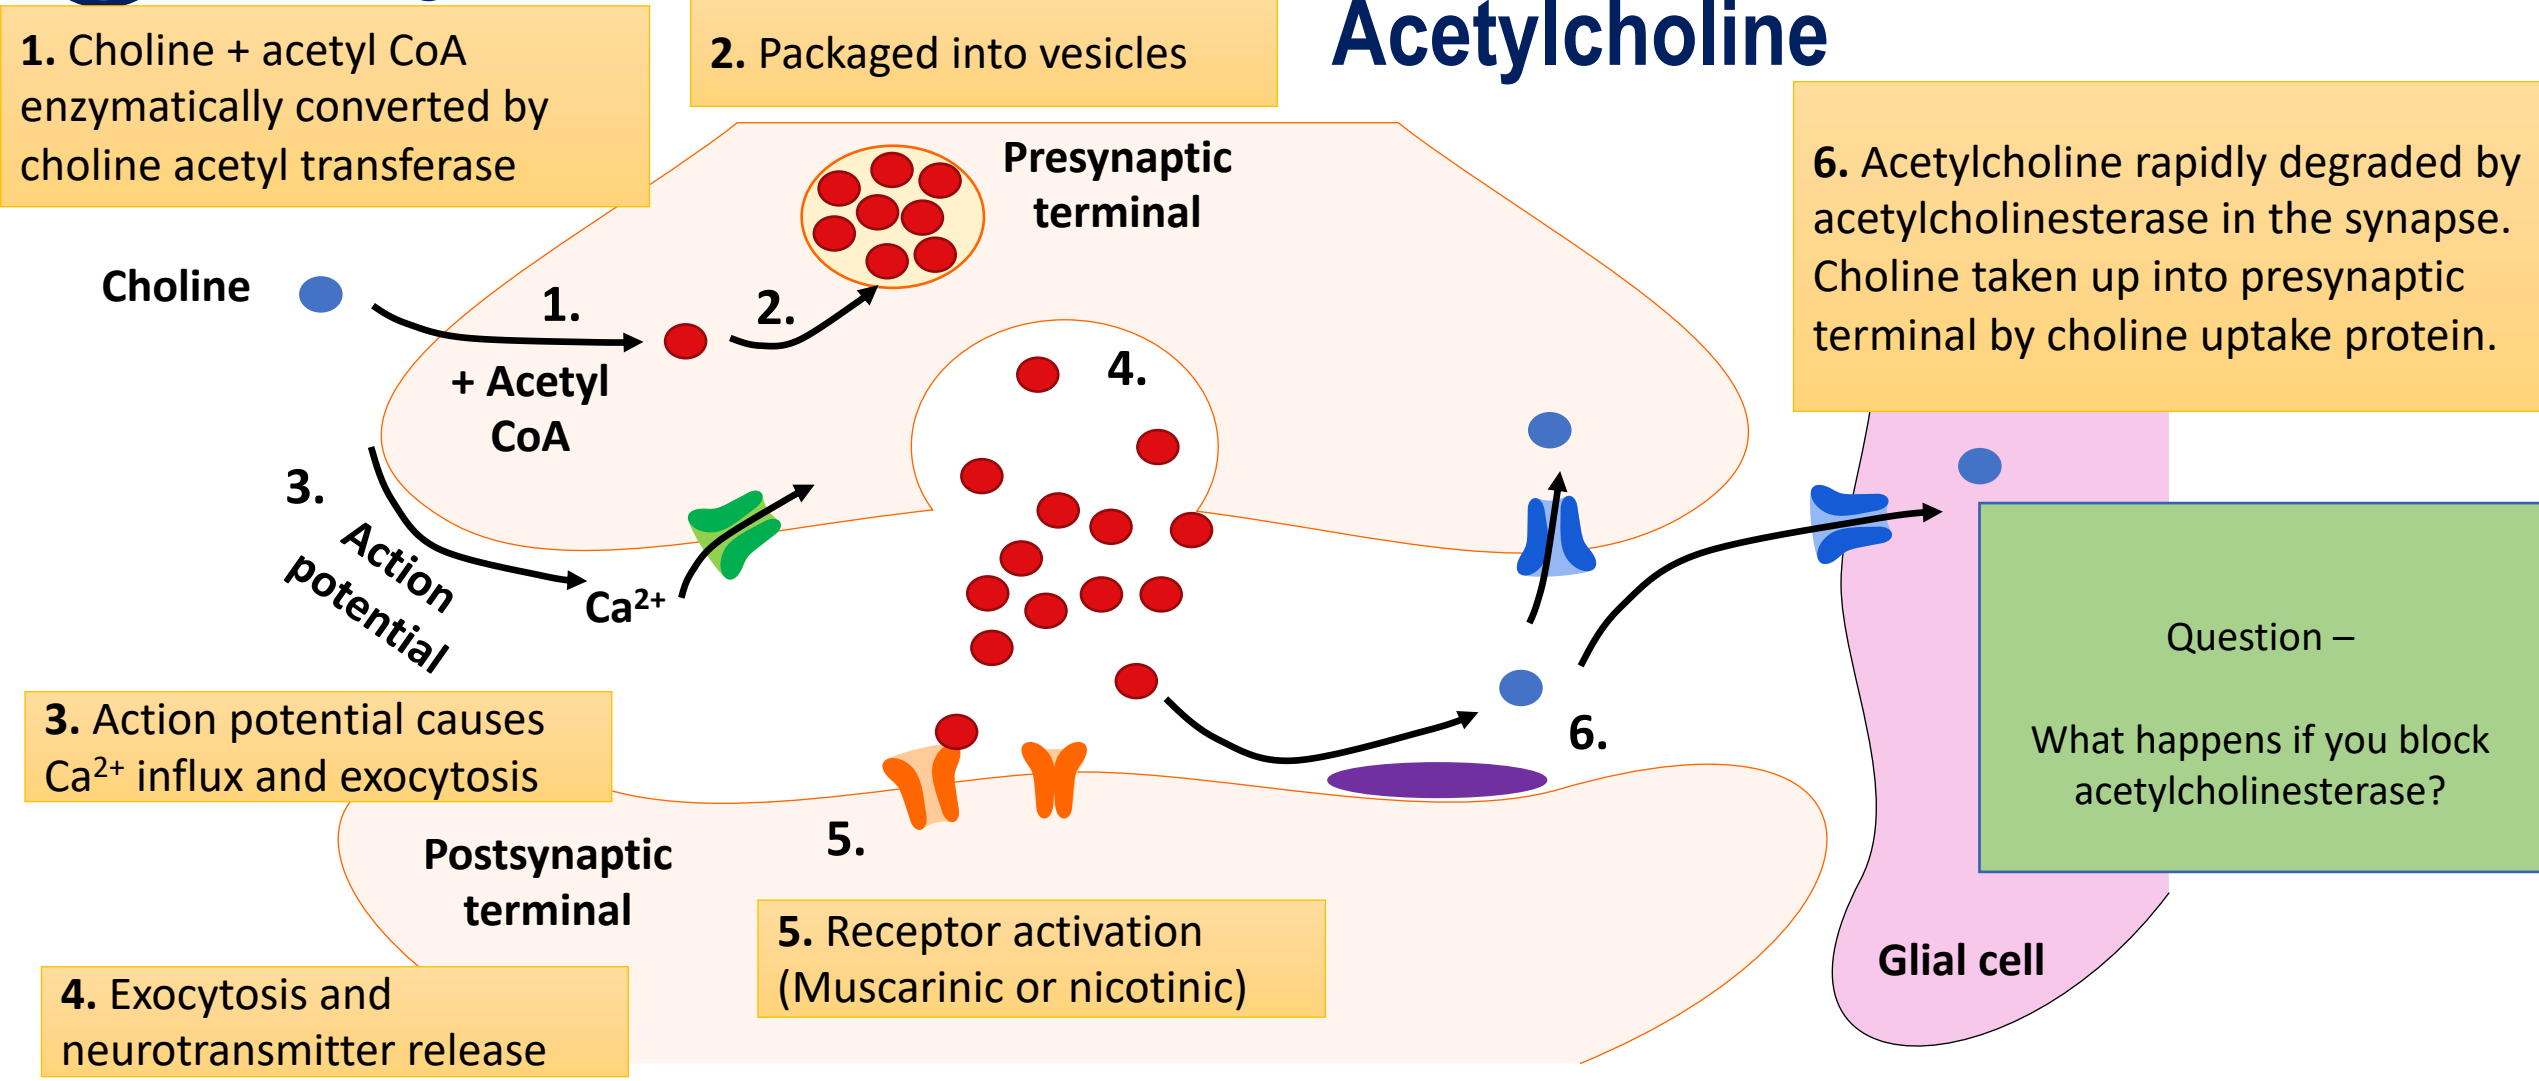 Acetylcholine
1. Choline + acetyl CoA
enzymatically converted by
choline acetyl transferase
2. Packaged into vesicles
6. Acetylcholine rapidly degraded by
acetylcholinesterase in the synapse.
Choline taken up into presynaptic
terminal by choline uptake protein.
Presynaptic
terminal
Choline
1.
2.
+ Acetyl
CoA
4.
3.
Action
potential
Ca²⁺
6.
Question –
What happens if you block
acetylcholinesterase?
3. Action potential causes
Ca²⁺ influx and exocytosis
5.
Postsynaptic
terminal
5. Receptor activation
(Muscarinic or nicotinic)
Glial cell
4. Exocytosis and
neurotransmitter release